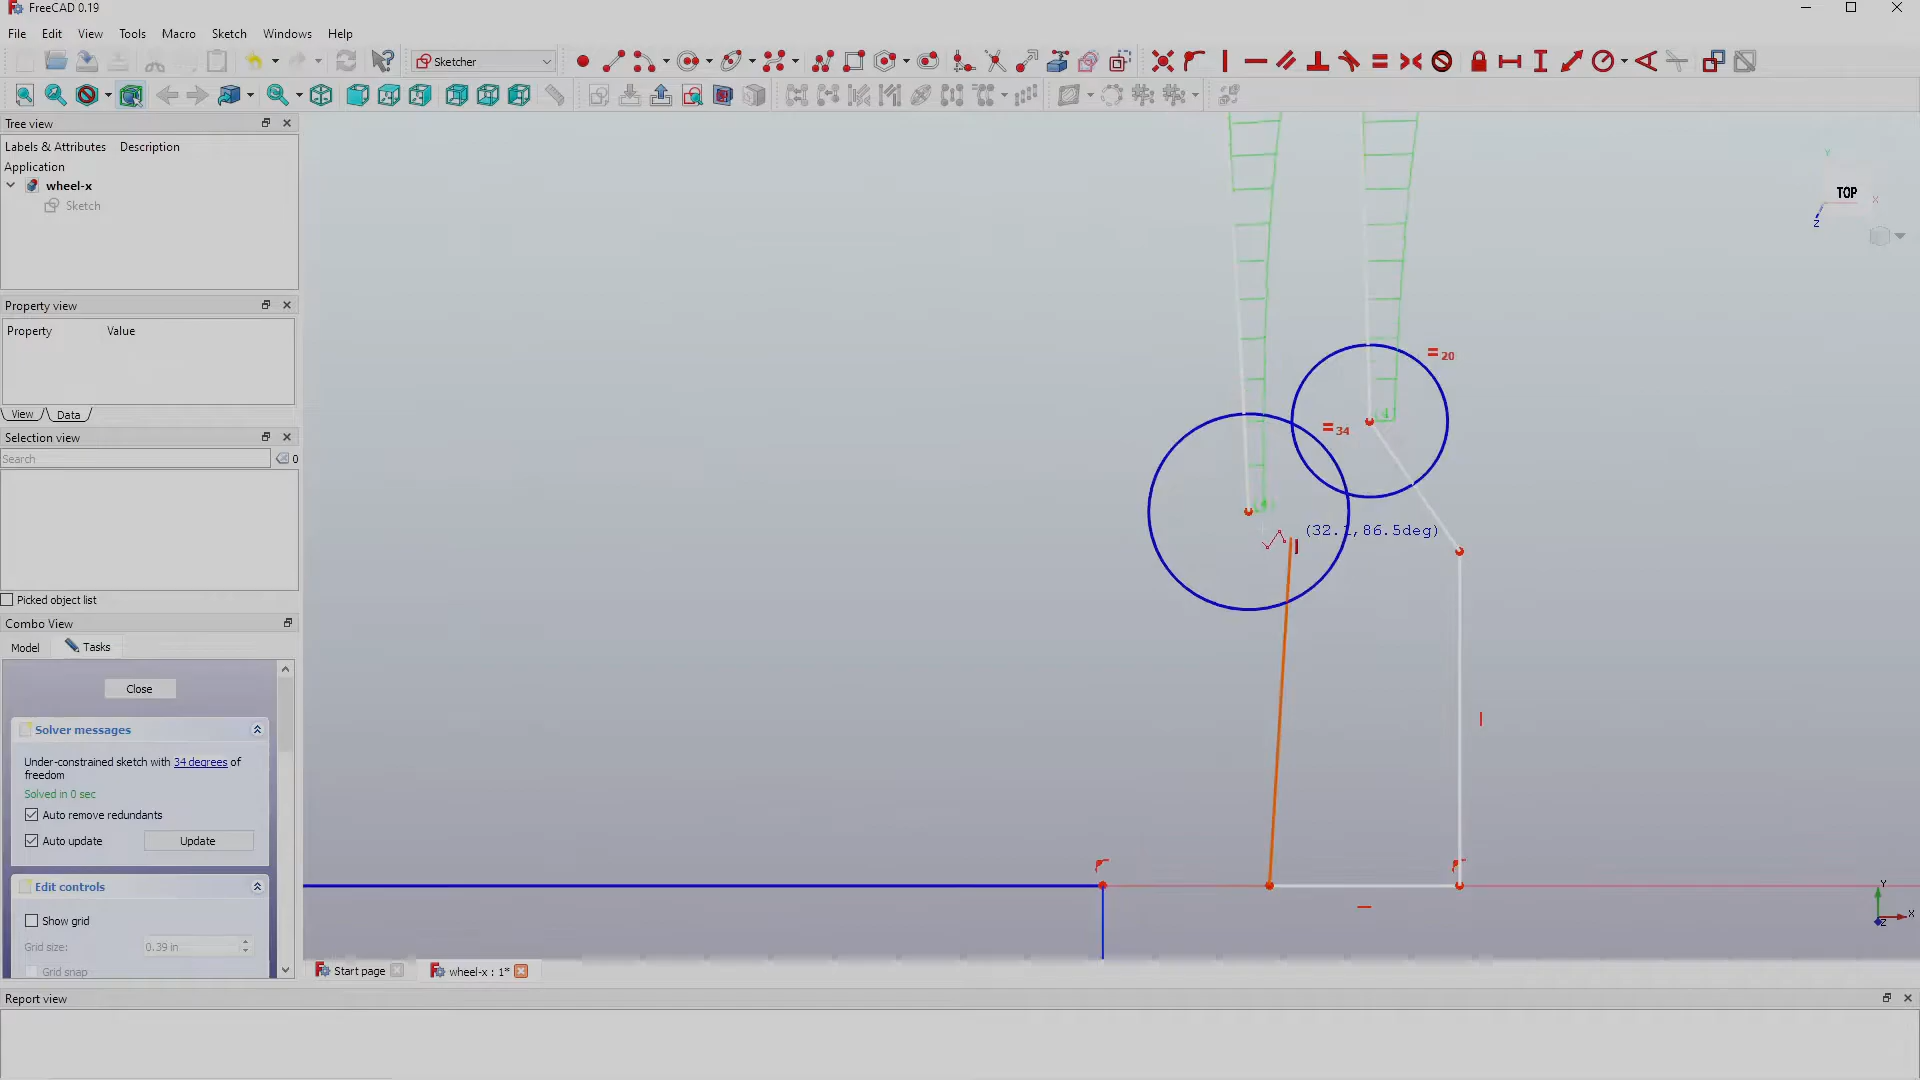 FreeCAD 0.19
File Edit View Tools Macro Sketch Windows Help
Sketcher
Tree view
Labels & Attributes Description
Application
wheel-x
Sketch
Property view
Property Value
View Data
Selection view
Search
0
Picked object list
Combo View
Model Tasks
Close
Solver messages
Under-constrained sketch with 34 degrees of
freedom
Solved in 0 sec
Auto remove redundants
Auto update Update
Edit controls
Show grid
Grid size: 0.39 in
Grid snap
TOP
Y
X
Z
20
34
(32.1,86.5deg)
Y
X
Z
Start page wheel-x : 1*
Report view